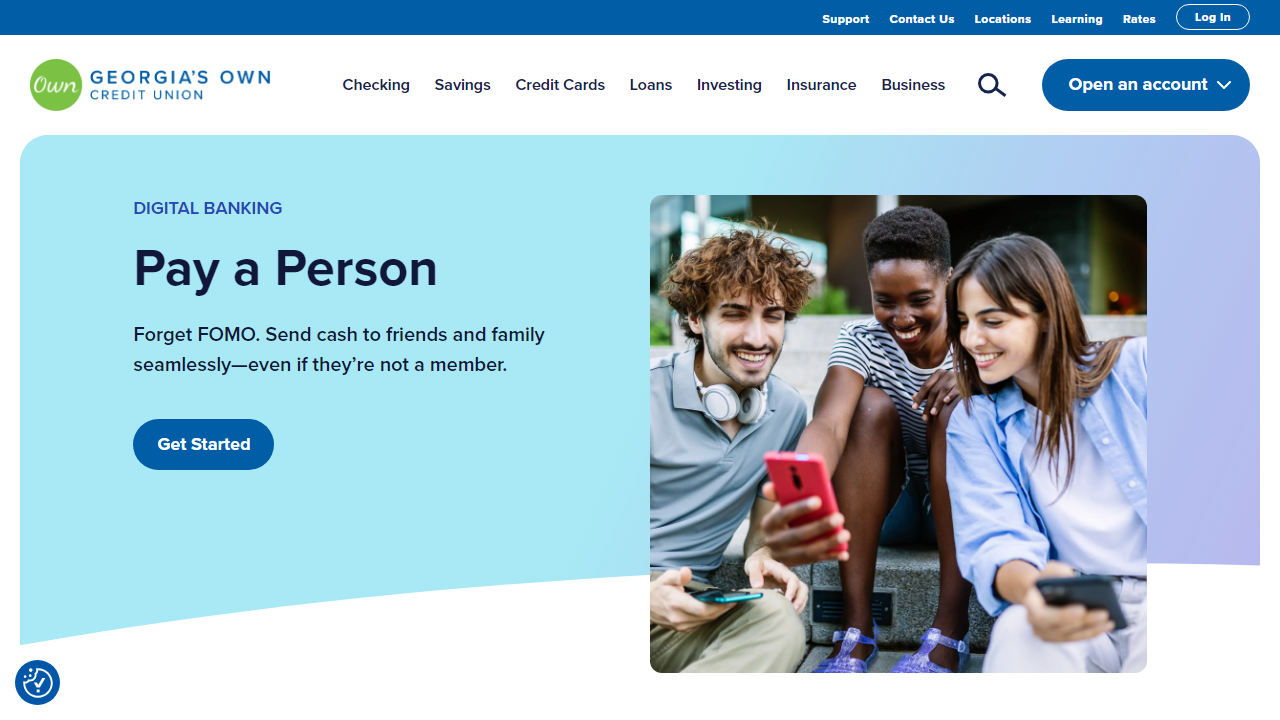 Support Contact Us Locations Learning Rates Log In
Own GEORGIA'S OWN
CREDIT UNION
Checking Savings Credit Cards Loans Investing Insurance Business Open an account
DIGITAL BANKING
Pay a Person
Forget FOMO. Send cash to friends and family
seamlessly—even if they’re not a member.
Get Started